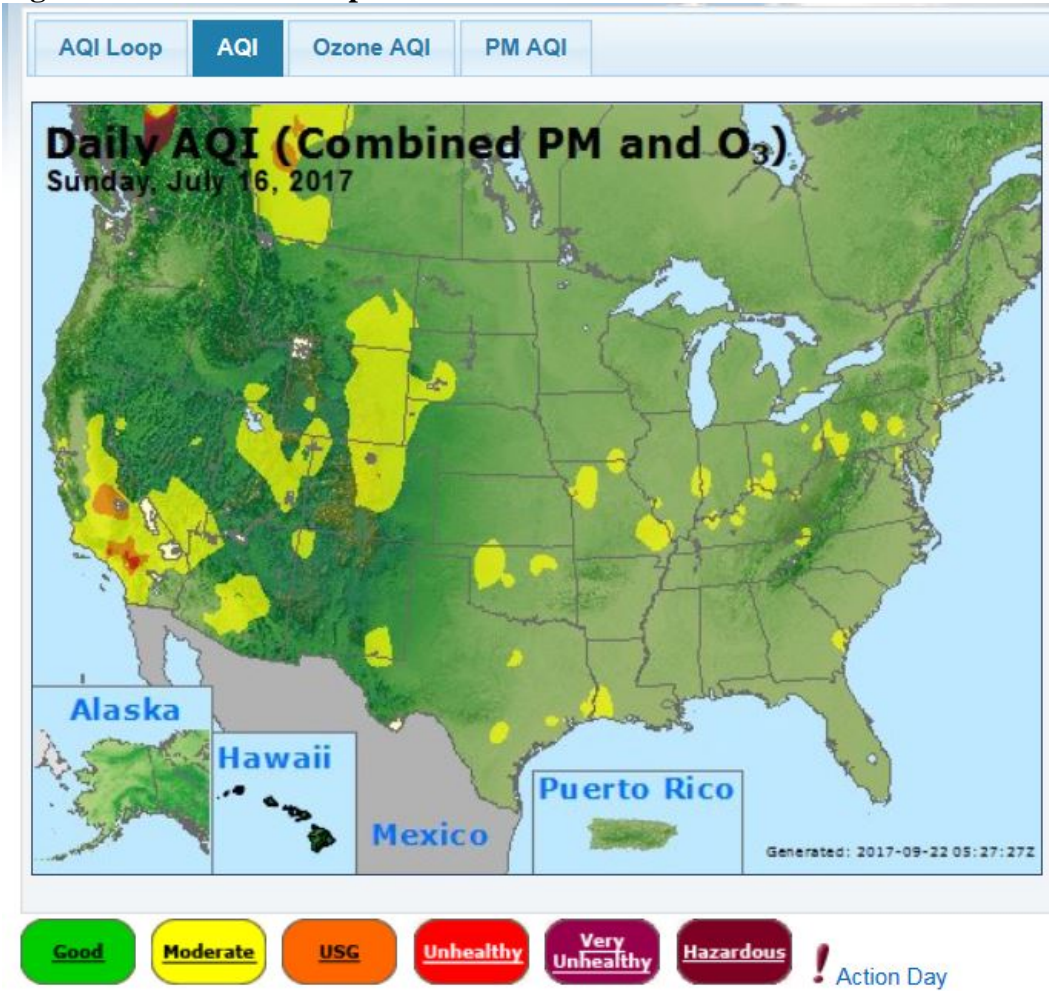 AQI Loop AQI Ozone AQI PM AQI
Daily AQI (Combined PM and O₃)
Sunday, July 16, 2017
Alaska
Hawaii
Mexico
Puerto Rico
Generated: 2017-09-22 05:27:27Z
Good Moderate USG Unhealthy Very Unhealthy Hazardous ! Action Day